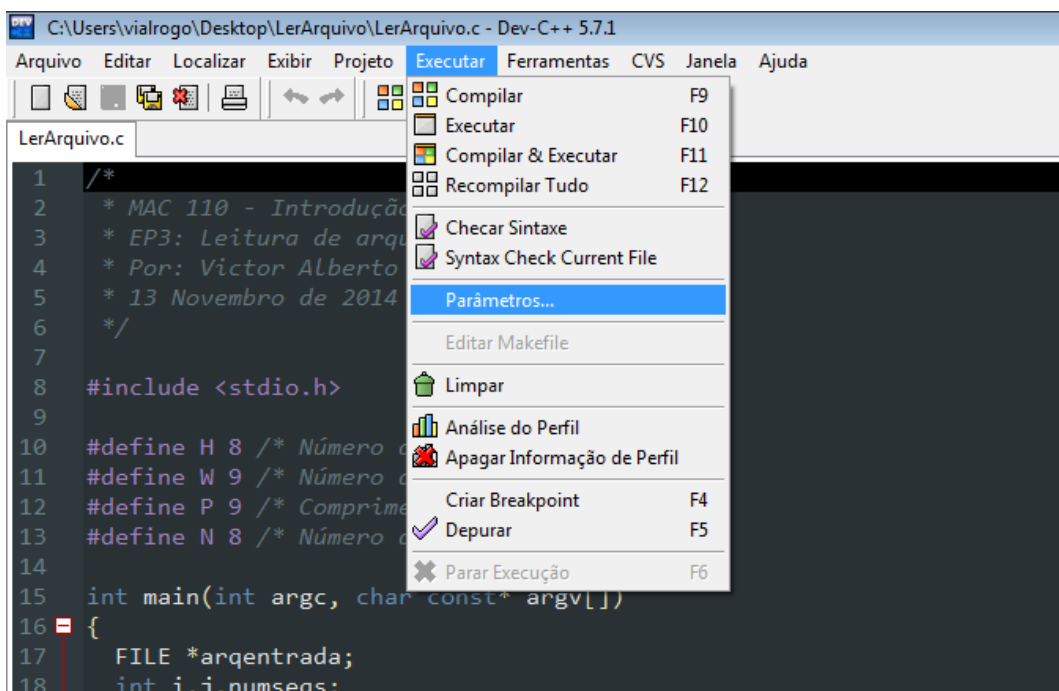 C:\Users\vialrogo\Desktop\LerArquivo\LerArquivo.c - Dev-C++ 5.7.1
Arquivo Editar Localizar Exibir Projeto Executar Ferramentas CVS Janela Ajuda
LerArquivo.c
Compilar F9
Executar F10
Compilar & Executar F11
Recompilar Tudo F12
Checar Sintaxe
Syntax Check Current File
Parâmetros...
Editar Makefile
Limpar
Análise do Perfil
Apagar Informação de Perfil
Criar Breakpoint F4
Depurar F5
Parar Execução F6
1 /*
2 * MAC 110 - Introdução
3 * EP3: Leitura de arqu
4 * Por: Victor Alberto
5 * 13 Novembro de 2014
6 */
7
8 #include <stdio.h>
9
10 #define H 8 /* Número
11 #define W 9 /* Número
12 #define P 9 /* Comprime
13 #define N 8 /* Número
14
15 int main(int argc, char const* argv[])
16 {
17 FILE *arqentrada;
18 int i,j,numseqs;